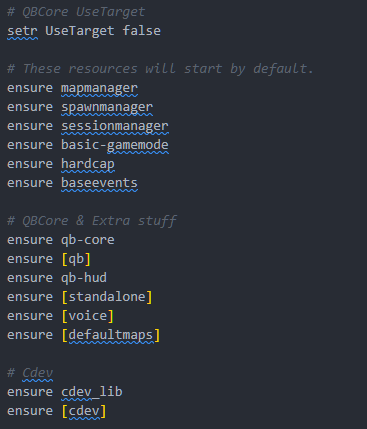 # QBCore UseTarget
setr UseTarget false
# These resources will start by default.
ensure mapmanager
ensure spawnmanager
ensure sessionmanager
ensure basic-gamemode
ensure hardcap
ensure baseevents
# QBCore & Extra stuff
ensure qb-core
ensure [qb]
ensure qb-hud
ensure [standalone]
ensure [voice]
ensure [defaultmaps]
# Cdev
ensure cdev_lib
ensure [cdev]